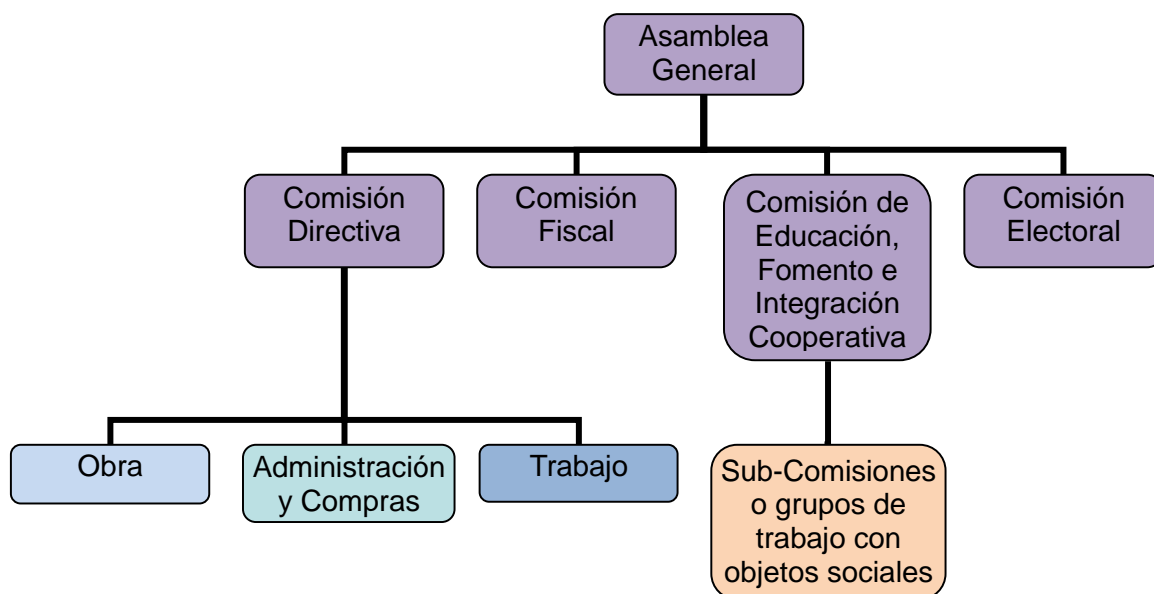 Asamblea
General
Comisión
Directiva
Comisión
Fiscal
Comisión de
Educación,
Fomento e
Integración
Cooperativa
Comisión
Electoral
Obra
Administración
y Compras
Trabajo
Sub-Comisiones
o grupos de
trabajo con
objetos sociales